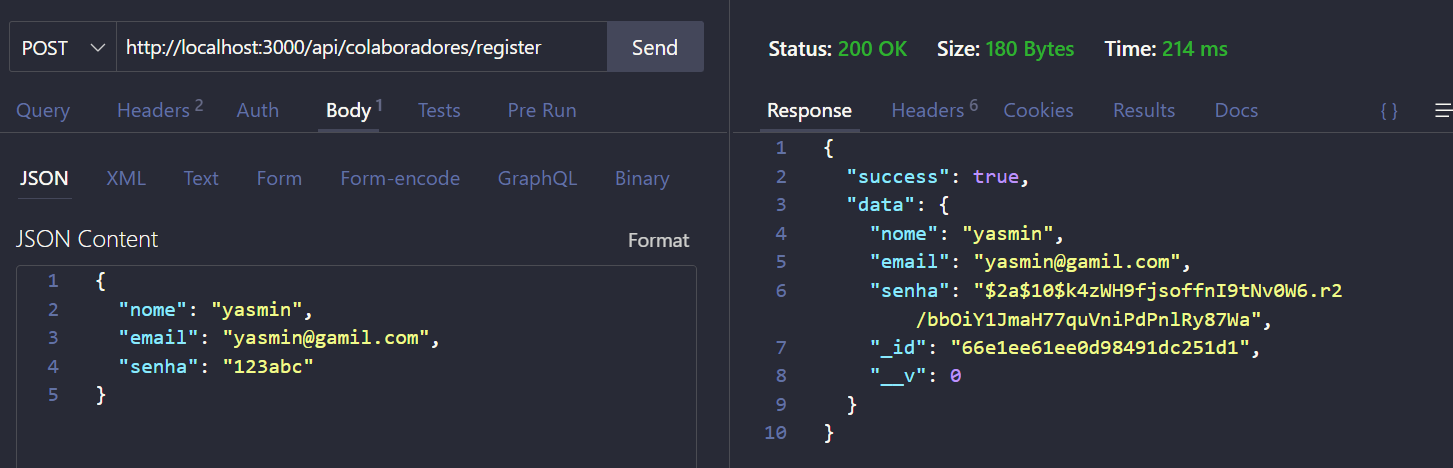 POST http://localhost:3000/api/colaboradores/register Send
Query Headers 2 Auth Body 1 Tests Pre Run
JSON XML Text Form Form-encode GraphQL Binary
JSON Content Format
1 {
2 "nome": "yasmin",
3 "email": "yasmin@gamil.com",
4 "senha": "123abc"
5 }
Status: 200 OK Size: 180 Bytes Time: 214 ms
Response Headers 6 Cookies Results Docs { }
1 {
2 "success": true,
3 "data": {
4 "nome": "yasmin",
5 "email": "yasmin@gamil.com",
6 "senha": "$2a$10$k4zWH9fjsoffnI9tNv0W6.r2
/bbOiY1JmaH77quVniPdPnlRy87Wa",
7 "_id": "66e1ee61ee0d98491dc251d1",
8 "__v": 0
9 }
10 }